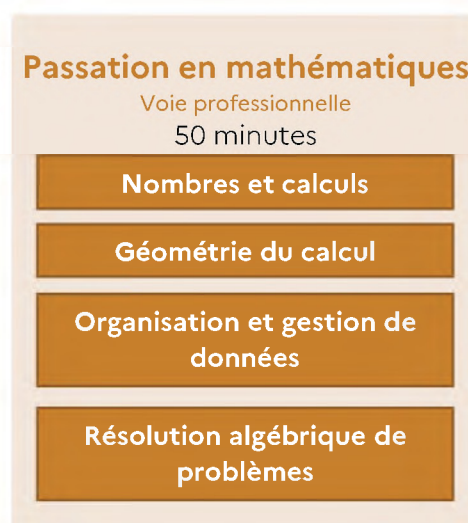 Passation en mathématiques
Voie professionnelle
50 minutes
Nombres et calculs
Géométrie du calcul
Organisation et gestion de
données
Résolution algébrique de
problèmes